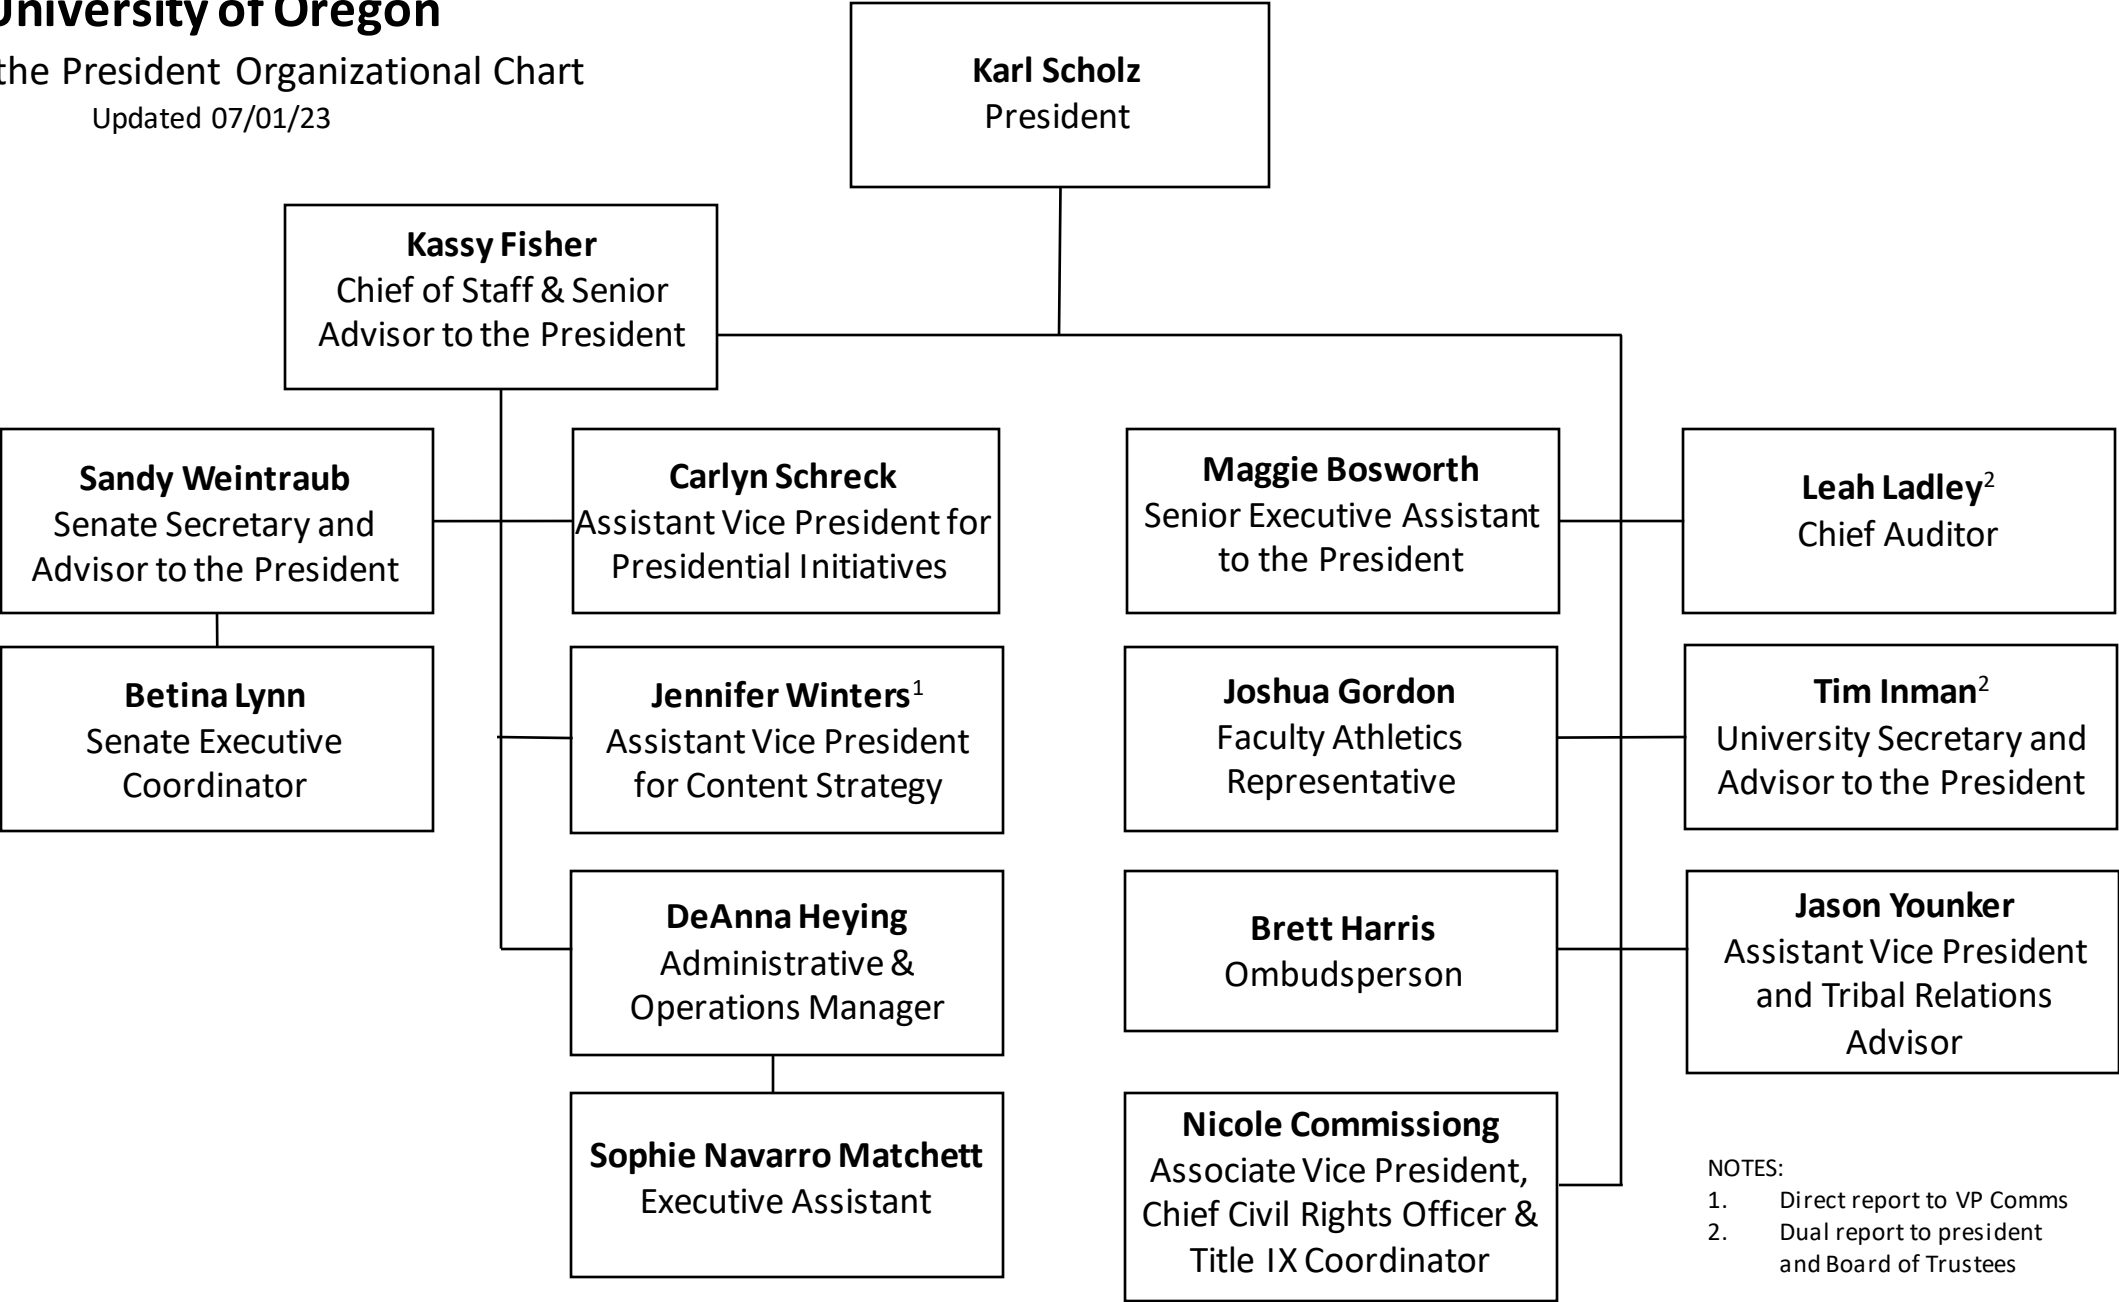 University of Oregon
the President Organizational Chart
Updated 07/01/23
Karl Scholz
President
Kassy Fisher
Chief of Staff & Senior
Advisor to the President
Sandy Weintraub
Senate Secretary and
Advisor to the President
Carlyn Schreck
Assistant Vice President for
Presidential Initiatives
Maggie Bosworth
Senior Executive Assistant
to the President
Leah Ladley2
Chief Auditor
Betina Lynn
Senate Executive
Coordinator
Jennifer Winters1
Assistant Vice President
for Content Strategy
Joshua Gordon
Faculty Athletics
Representative
Tim Inman2
University Secretary and
Advisor to the President
DeAnna Heying
Administrative &
Operations Manager
Brett Harris
Ombudsperson
Jason Younker
Assistant Vice President
and Tribal Relations
Advisor
Sophie Navarro Matchett
Executive Assistant
Nicole Commissiong
Associate Vice President,
Chief Civil Rights Officer &
Title IX Coordinator
NOTES:
1. Direct report to VP Comms
2. Dual report to president
and Board of Trustees